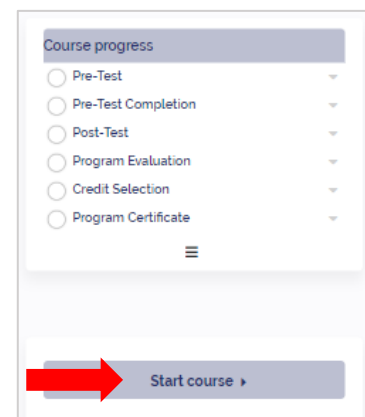 Course progress
Pre-Test
Pre-Test Completion
Post-Test
Program Evaluation
Credit Selection
Program Certificate
Start course